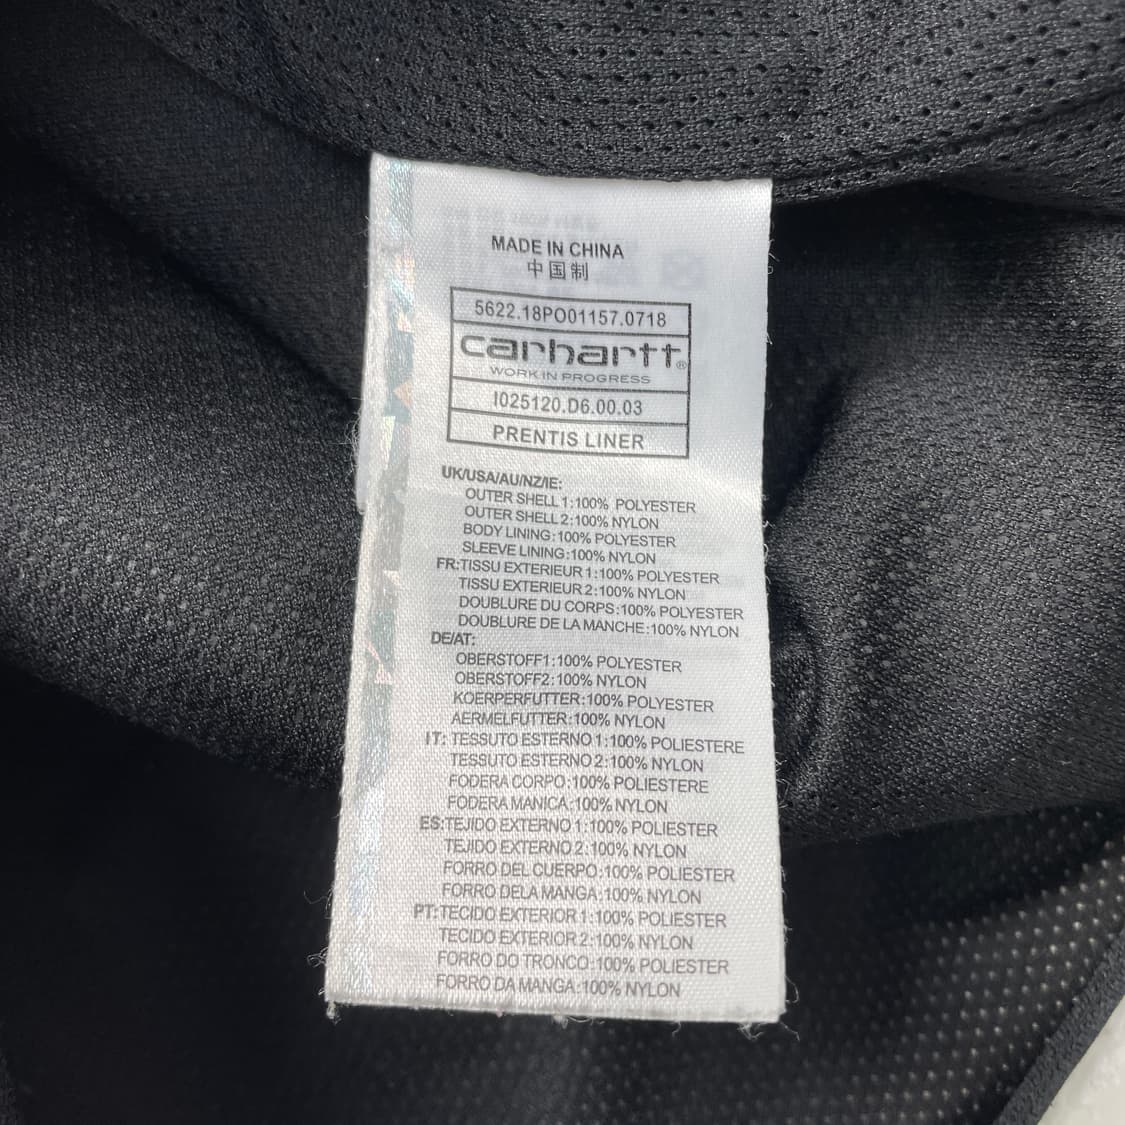 MADE IN CHINA
中国制
5622.18PO01157.0718
carhartt®
WORK IN PROGRESS
I025120.D6.00.03
PRENTIS LINER
UK/USA/AU/NZ/IE:
OUTER SHELL 1:100% POLYESTER
OUTER SHELL 2:100% NYLON
BODY LINING:100% POLYESTER
SLEEVE LINING:100% NYLON
FR:TISSU EXTERIEUR 1:100% POLYESTER
TISSU EXTERIEUR 2:100% NYLON
DOUBLURE DU CORPS:100% POLYESTER
DOUBLURE DE LA MANCHE:100% NYLON
DE/AT:
OBERSTOFF1:100% POLYESTER
OBERSTOFF2:100% NYLON
KOERPERFUTTER:100% POLYESTER
AERMELFUTTER:100% NYLON
IT: TESSUTO ESTERNO 1:100% POLIESTERE
TESSUTO ESTERNO 2:100% NYLON
FODERA CORPO:100% POLIESTERE
FODERA MANICA:100% NYLON
ES:TEJIDO EXTERNO 1:100% POLIESTER
TEJIDO EXTERNO 2:100% NYLON
FORRO DEL CUERPO:100% POLIESTER
FORRO DELA MANGA:100% NYLON
PT:TECIDO EXTERIOR 1:100% POLIESTER
TECIDO EXTERIOR 2:100% NYLON
FORRO DO TRONCO:100% POLIESTER
FORRO DA MANGA:100% NYLON